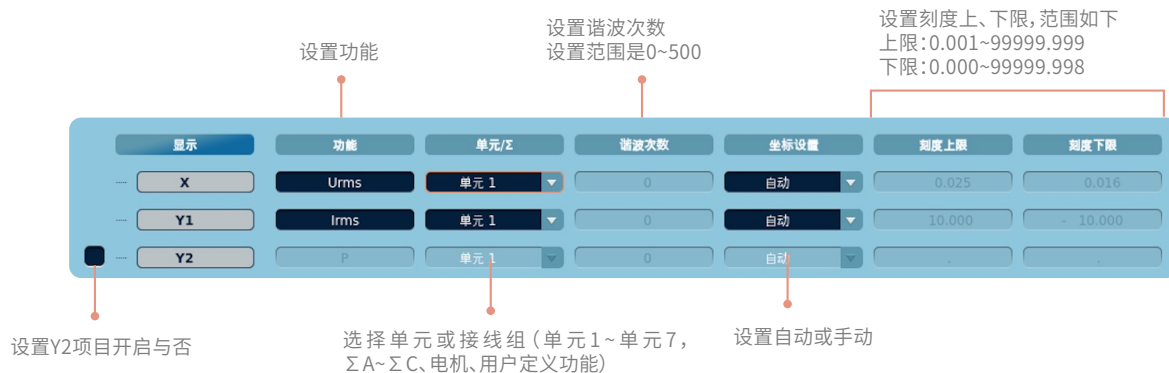 设置刻度上、下限,范围如下
上限:0.001~99999.999
下限:0.000~99999.998
设置谐波次数
设置范围是0~500
设置功能
显示 功能 单元/Σ 谐波次数 坐标设置 刻度上限 刻度下限
X Urms 单元 1 0 自动 0.025 0.016
Y1 Irms 单元 1 0 自动 10.000 - 10.000
Y2 P 单元 1 0 自动 . .
设置Y2项目开启与否
选择单元或接线组(单元1~单元7,
ΣA~ΣC、电机、用户定义功能)
设置自动或手动